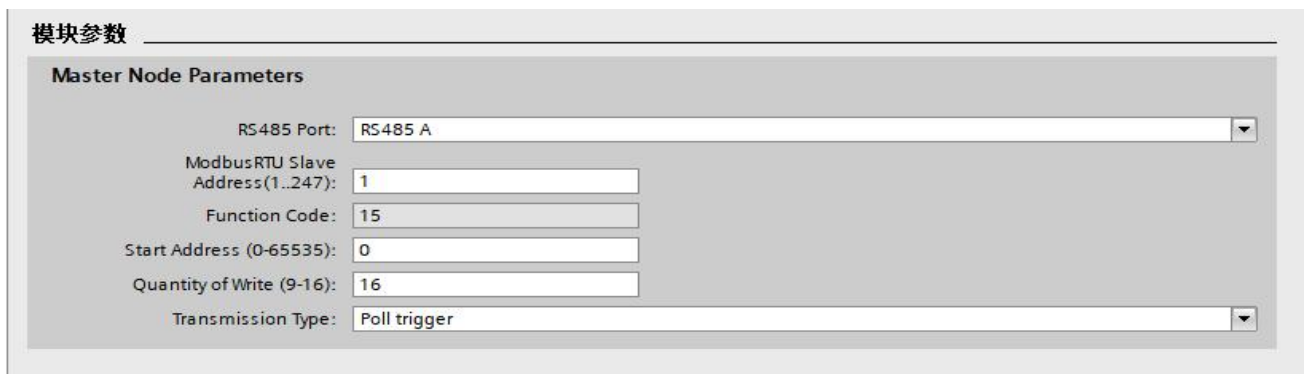 模块参数
Master Node Parameters
RS485 Port: RS485 A
ModbusRTU Slave
Address(1..247): 1
Function Code: 15
Start Address (0-65535): 0
Quantity of Write (9-16): 16
Transmission Type: Poll trigger